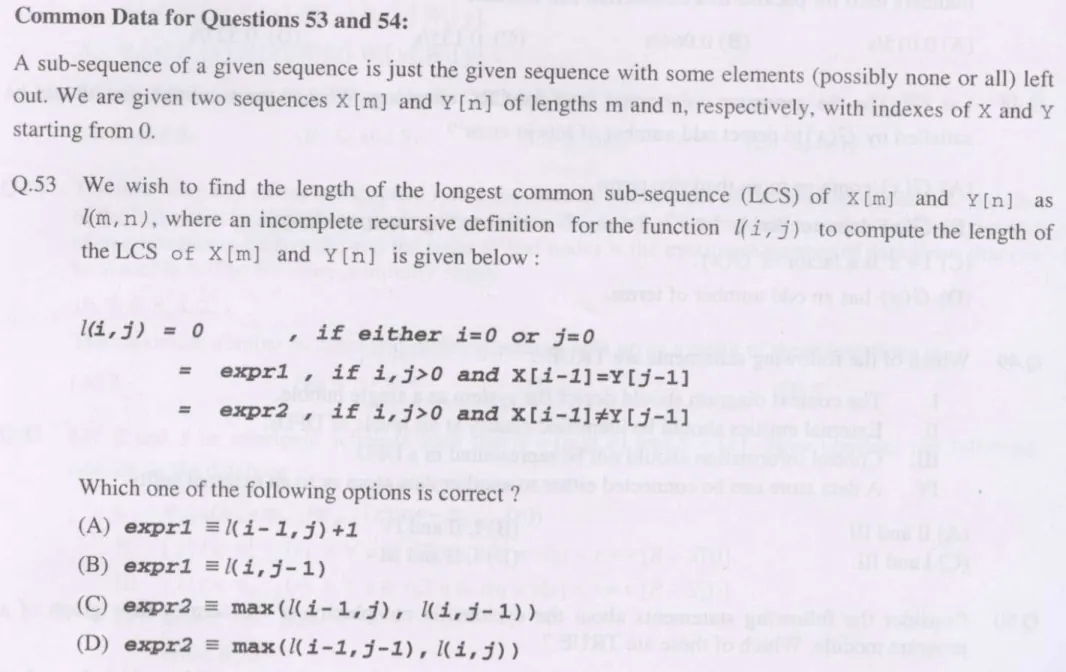 Common Data for Questions 53 and 54:
A sub-sequence of a given sequence is just the given sequence with some elements (possibly none or all) left
out. We are given two sequences X[m] and Y[n] of lengths m and n, respectively, with indexes of X and Y
starting from 0.
Q.53 We wish to find the length of the longest common sub-sequence (LCS) of X[m] and Y[n] as
l(m,n), where an incomplete recursive definition for the function l(i,j) to compute the length of
the LCS of X[m] and Y[n] is given below :
l(i,j) = 0 , if either i=0 or j=0
= expr1 , if i,j>0 and X[i-1]=Y[j-1]
= expr2 , if i,j>0 and X[i-1]≠Y[j-1]
Which one of the following options is correct ?
(A) expr1 ≡ l(i-1,j)+1
(B) expr1 ≡ l(i,j-1)
(C) expr2 ≡ max(l(i-1,j), l(i,j-1))
(D) expr2 ≡ max(l(i-1,j-1), l(i,j))